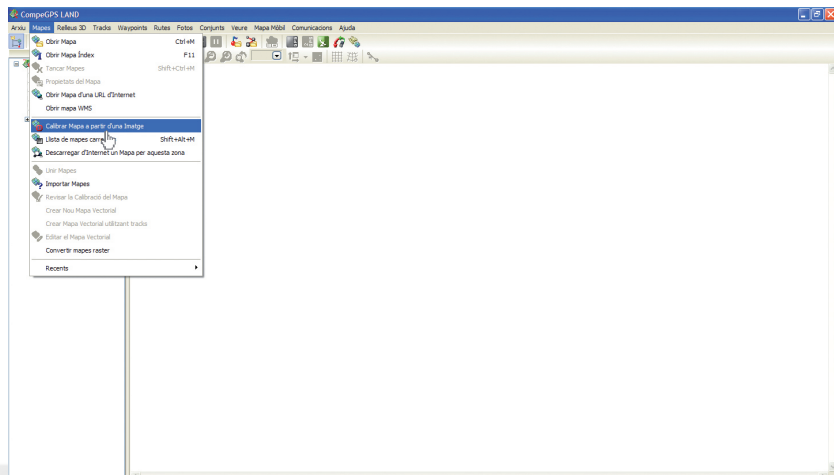 CompeGPS LAND
Arxiu Mapes Relleus 3D Tracks Waypoints Rutes Fotos Conjunts Veure Mapa Mòbil Comunicacions Ajuda
Obrir Mapa Ctrl+M
Obrir Mapa Índex F11
Tancar Mapes Shift+Ctrl+M
Propietats del Mapa
Obrir Mapa d'una URL d'Internet
Obrir mapa WMS
Calibrar Mapa a partir d'una Imatge
Llista de mapes Shift+Alt+M
Descarregar d'Internet un Mapa per aquesta zona
Unir Mapes
Importar Mapes
Revisar la Calibració del Mapa
Crear Nou Mapa Vectorial
Crear Mapa Vectorial utilitzant tracks
Editar el Mapa Vectorial
Convertir mapes raster
Recents